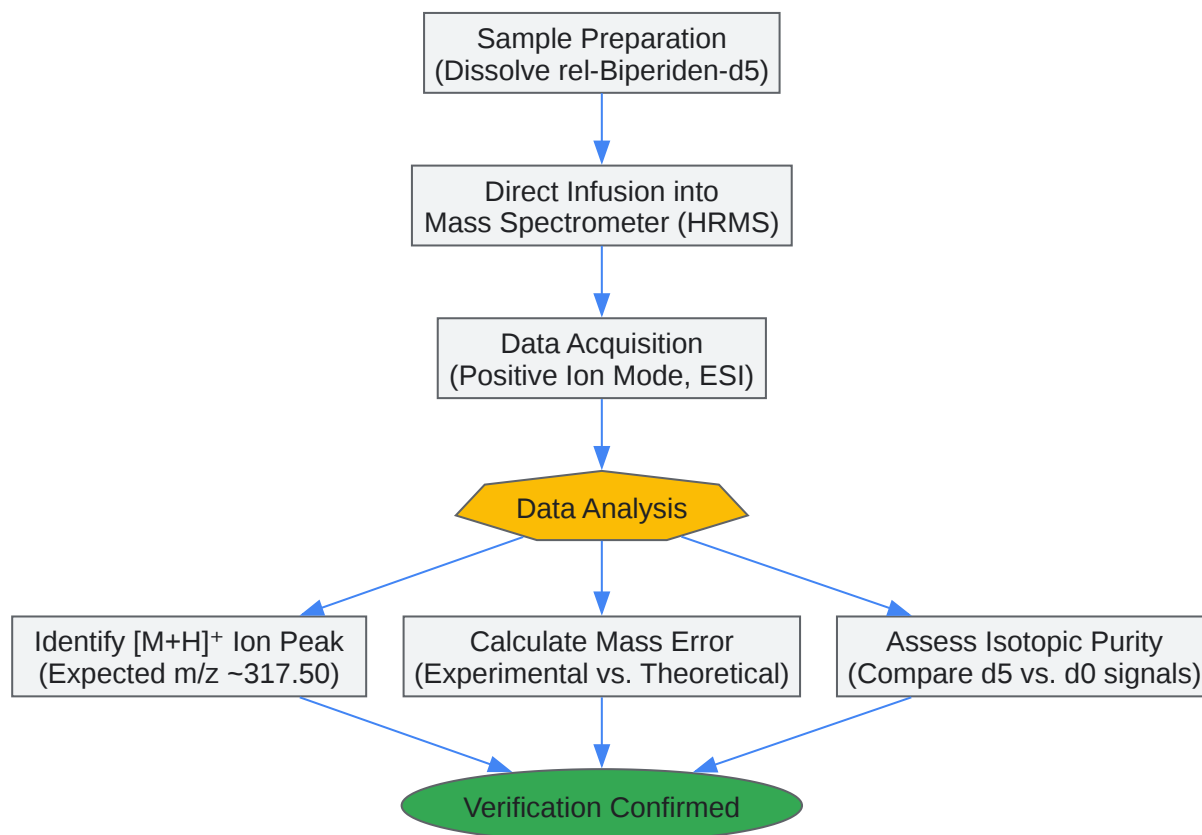 Sample Preparation
(Dissolve rel-Biperiden-d5)
Direct Infusion into
Mass Spectrometer (HRMS)
Data Acquisition
(Positive Ion Mode, ESI)
Data Analysis
Identify [M+H]⁺ Ion Peak
(Expected m/z ~317.50)
Calculate Mass Error
(Experimental vs. Theoretical)
Assess Isotopic Purity
(Compare d5 vs. d0 signals)
Verification Confirmed